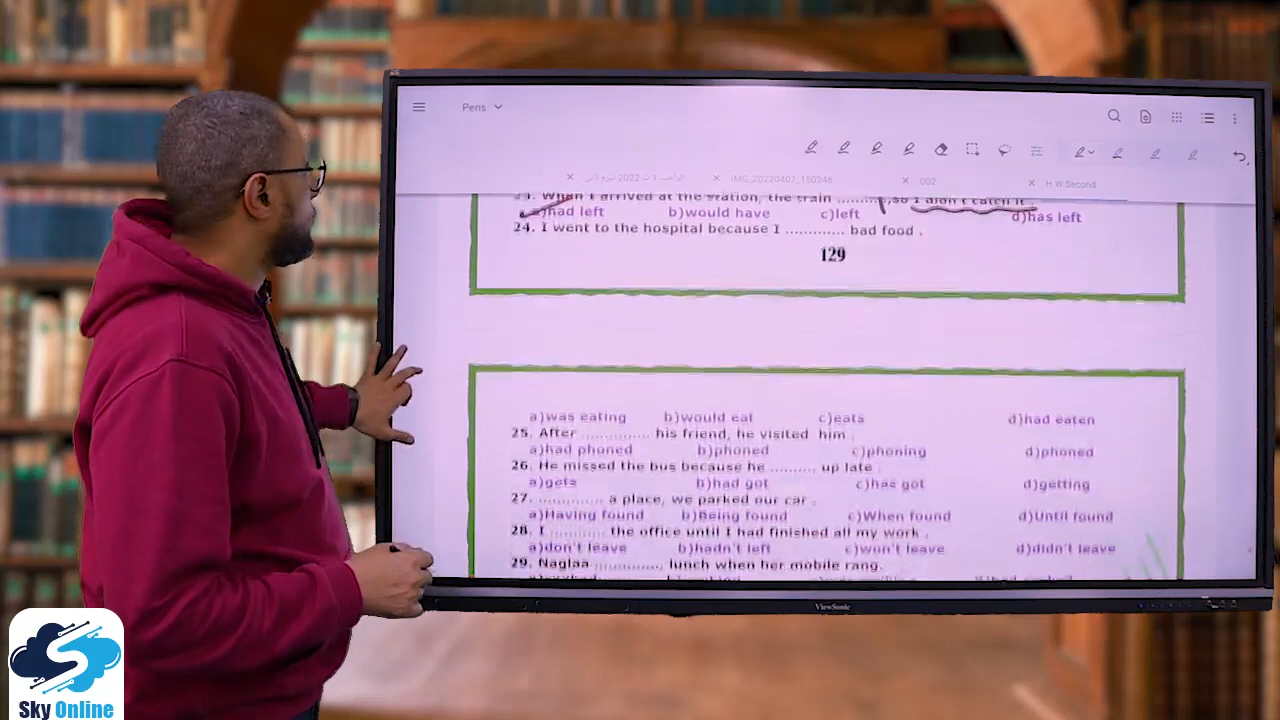 Pens
IMG_20220407_150246
002
H.W Second
When I arrived at the station, the train .........,so I didn't catch it .
a)had left b)would have c)left d)has left
24. I went to the hospital because I ............. bad food .
129
a)was eating b)would eat c)eats d)had eaten
25. After .............. his friend, he visited him .
a)had phoned b)phoned c)phoning d)phoned
26. He missed the bus because he ......... up late .
a)gets b)had got c)has got d)getting
27. ............. a place, we parked our car .
a)Having found b)Being found c)When found d)Until found
28. I ............ the office until I had finished all my work .
a)don't leave b)hadn't left c)won't leave d)didn't leave
29. Naglaa .............. lunch when her mobile rang.
ViewSonic
Sky Online